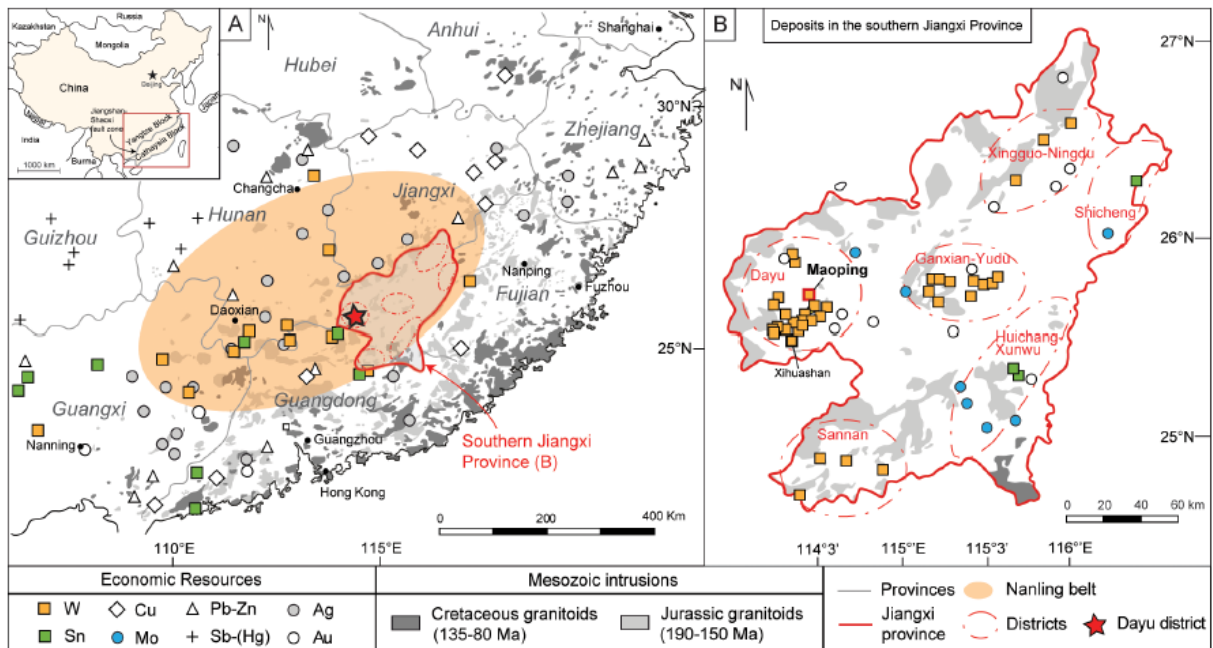 Kazakhstan
Russia
Mongolia
China
Beijing
Japan
Jiangshan
Shaoxi
fault zone
Yangtze Block
Cathaysia Block
Nepal
India
Burma
1000 km
A
N
Anhui
Shanghai
Hubei
30°N
Zhejiang
Changcha
Jiangxi
Hunan
Guizhou
Nanping
Fuzhou
Fujian
Daoxian
25°N
Guangxi
Guangdong
Nanning
Guangzhou
Hong Kong
Southern Jiangxi
Province (B)
0 200 400 Km
110°E 115°E
B
Deposits in the southern Jiangxi Province
N
27°N
Xingguo-Ningdu
Shicheng
26°N
Dayu
Maoping
Ganxian-Yudu
Xihuashan
Huichang-
Xunwu
Sannan
25°N
0 20 40 60 km
114°3′E 115°E 115°5′E 116°E
Economic Resources
W Cu Pb-Zn Ag
Sn Mo Sb-(Hg) Au
Mesozoic intrusions
Cretaceous granitoids
(135-80 Ma)
Jurassic granitoids
(190-150 Ma)
Provinces
Nanling belt
Jiangxi
province
Districts
Dayu district